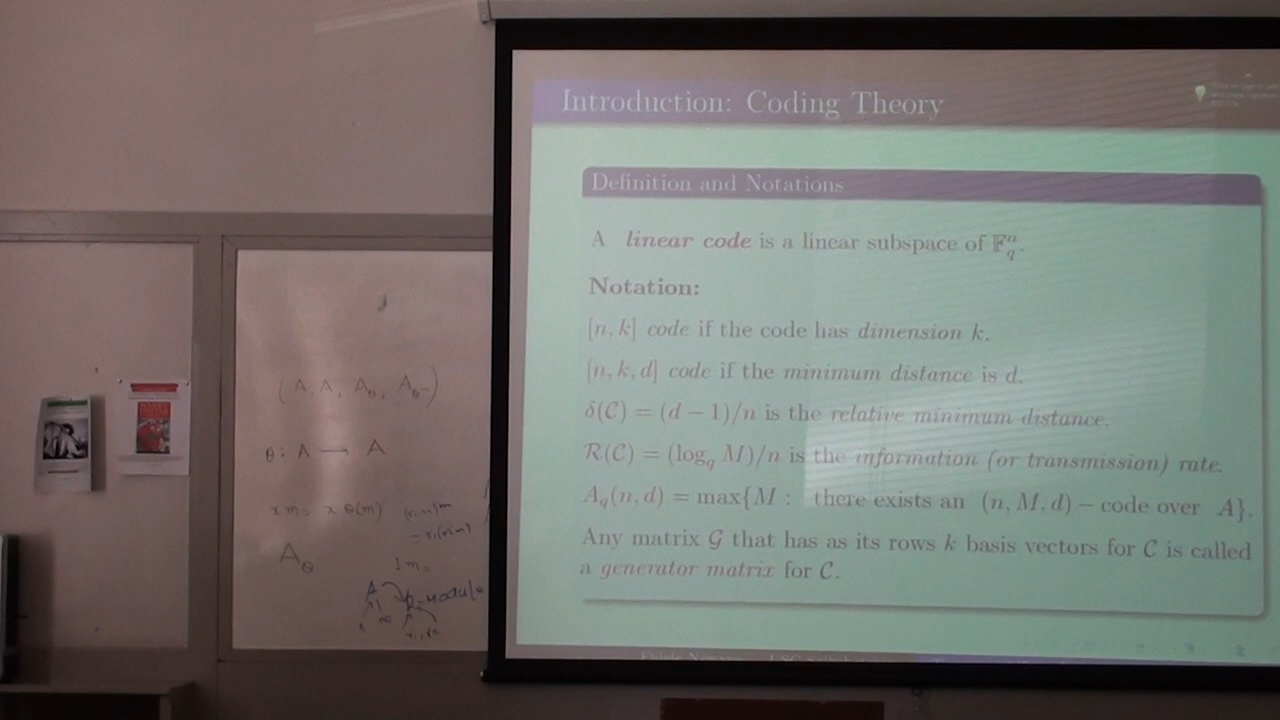 Introduction: Coding Theory
Definition and Notations
A linear code is a linear subspace of 𝔽ⁿ_q.
Notation:
[n, k] code if the code has dimension k.
[n, k, d] code if the minimum distance is d.
δ(𝒞) = (d − 1)/n is the relative minimum distance.
ℛ(𝒞) = (log_q M)/n is the information (or transmission) rate.
A_q(n, d) = max{M : there exists an (n, M, d) − code over A}.
Any matrix 𝒢 that has as its rows k basis vectors for 𝒞 is called
a generator matrix for 𝒞.
θ: A → A
x m = x θ(m)
A_θ